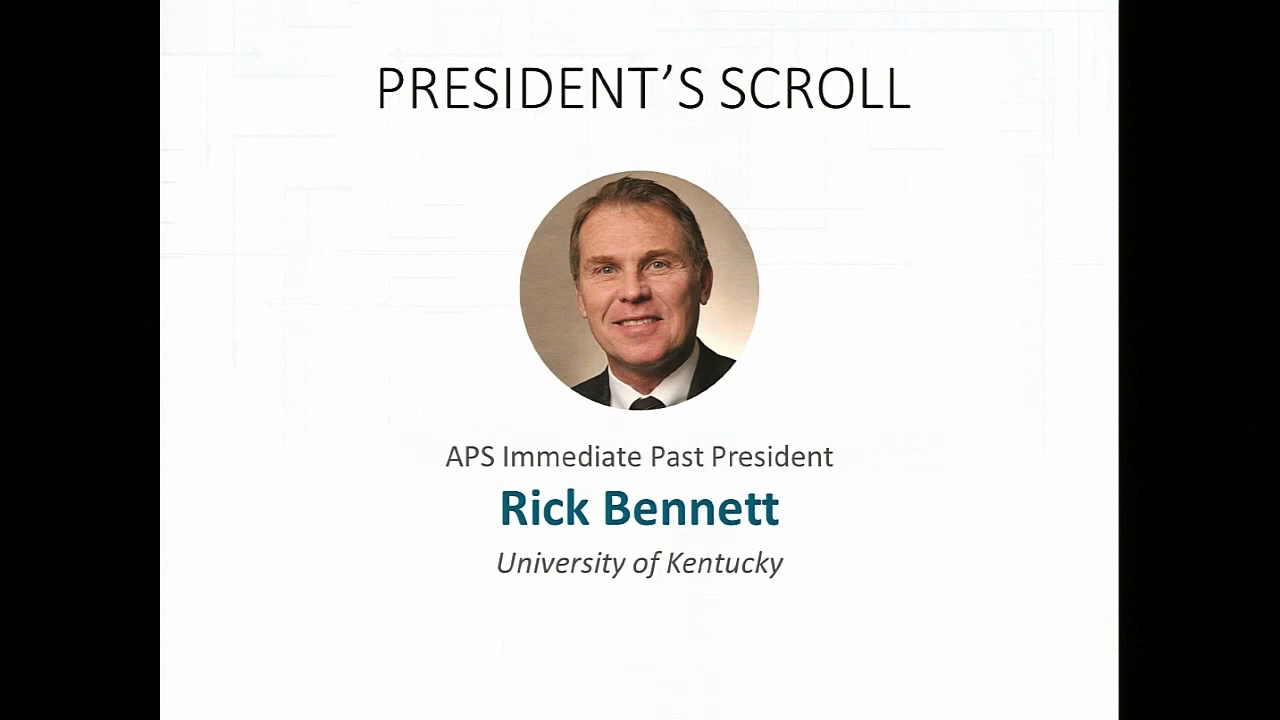 PRESIDENT’S SCROLL
APS Immediate Past President
Rick Bennett
University of Kentucky